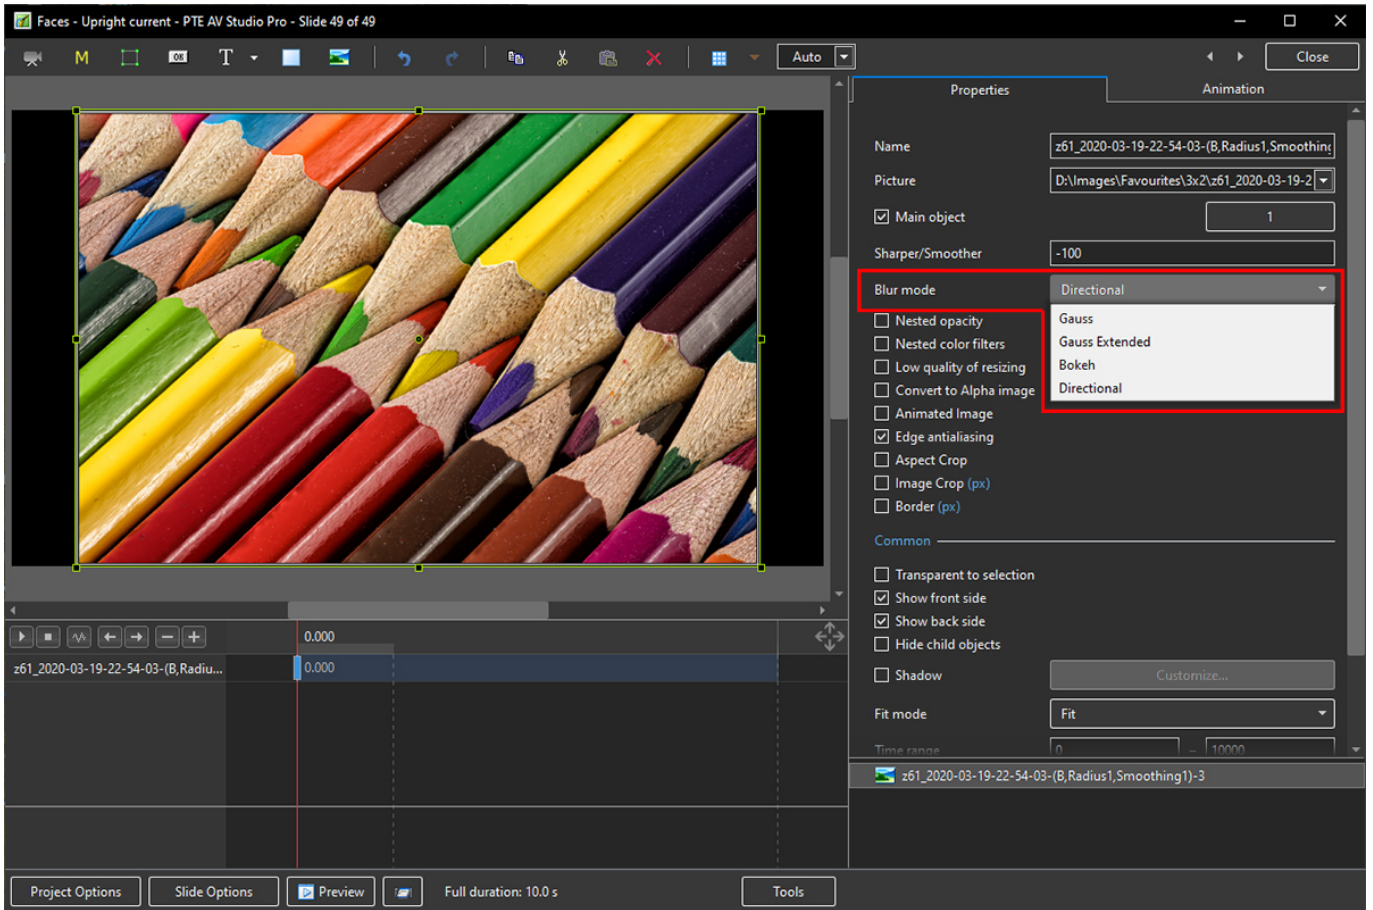 Faces - Upright current - PTE AV Studio Pro - Slide 49 of 49
M
OK
T
Auto
Close
Properties
Animation
Name
z61_2020-03-19-22-54-03-(B,Radius1,Smoothing
Picture
D:\Images\Favourites\3x2\z61_2020-03-19-2
Main object
1
Sharper/Smoother
-100
Blur mode
Directional
Gauss
Gauss Extended
Bokeh
Directional
Nested opacity
Nested color filters
Low quality of resizing
Convert to Alpha image
Animated Image
Edge antialiasing
Aspect Crop
Image Crop (px)
Border (px)
Common
Transparent to selection
Show front side
Show back side
Hide child objects
Shadow
Customize...
Fit mode
Fit
Time range
0
–
10000
z61_2020-03-19-22-54-03-(B,Radius1,Smoothing1)-3
0.000
z61_2020-03-19-22-54-03-(B,Radiu...
0.000
Project Options
Slide Options
Preview
Full duration: 10.0 s
Tools